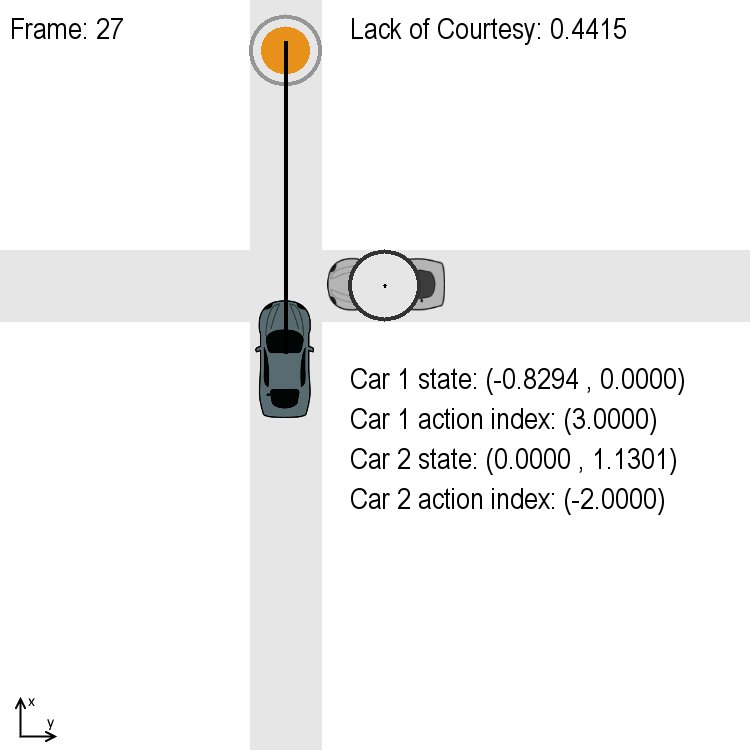 Frame: 27
Lack of Courtesy: 0.4415
Car 1 state: (-0.8294 , 0.0000)
Car 1 action index: (3.0000)
Car 2 state: (0.0000 , 1.1301)
Car 2 action index: (-2.0000)
x
y